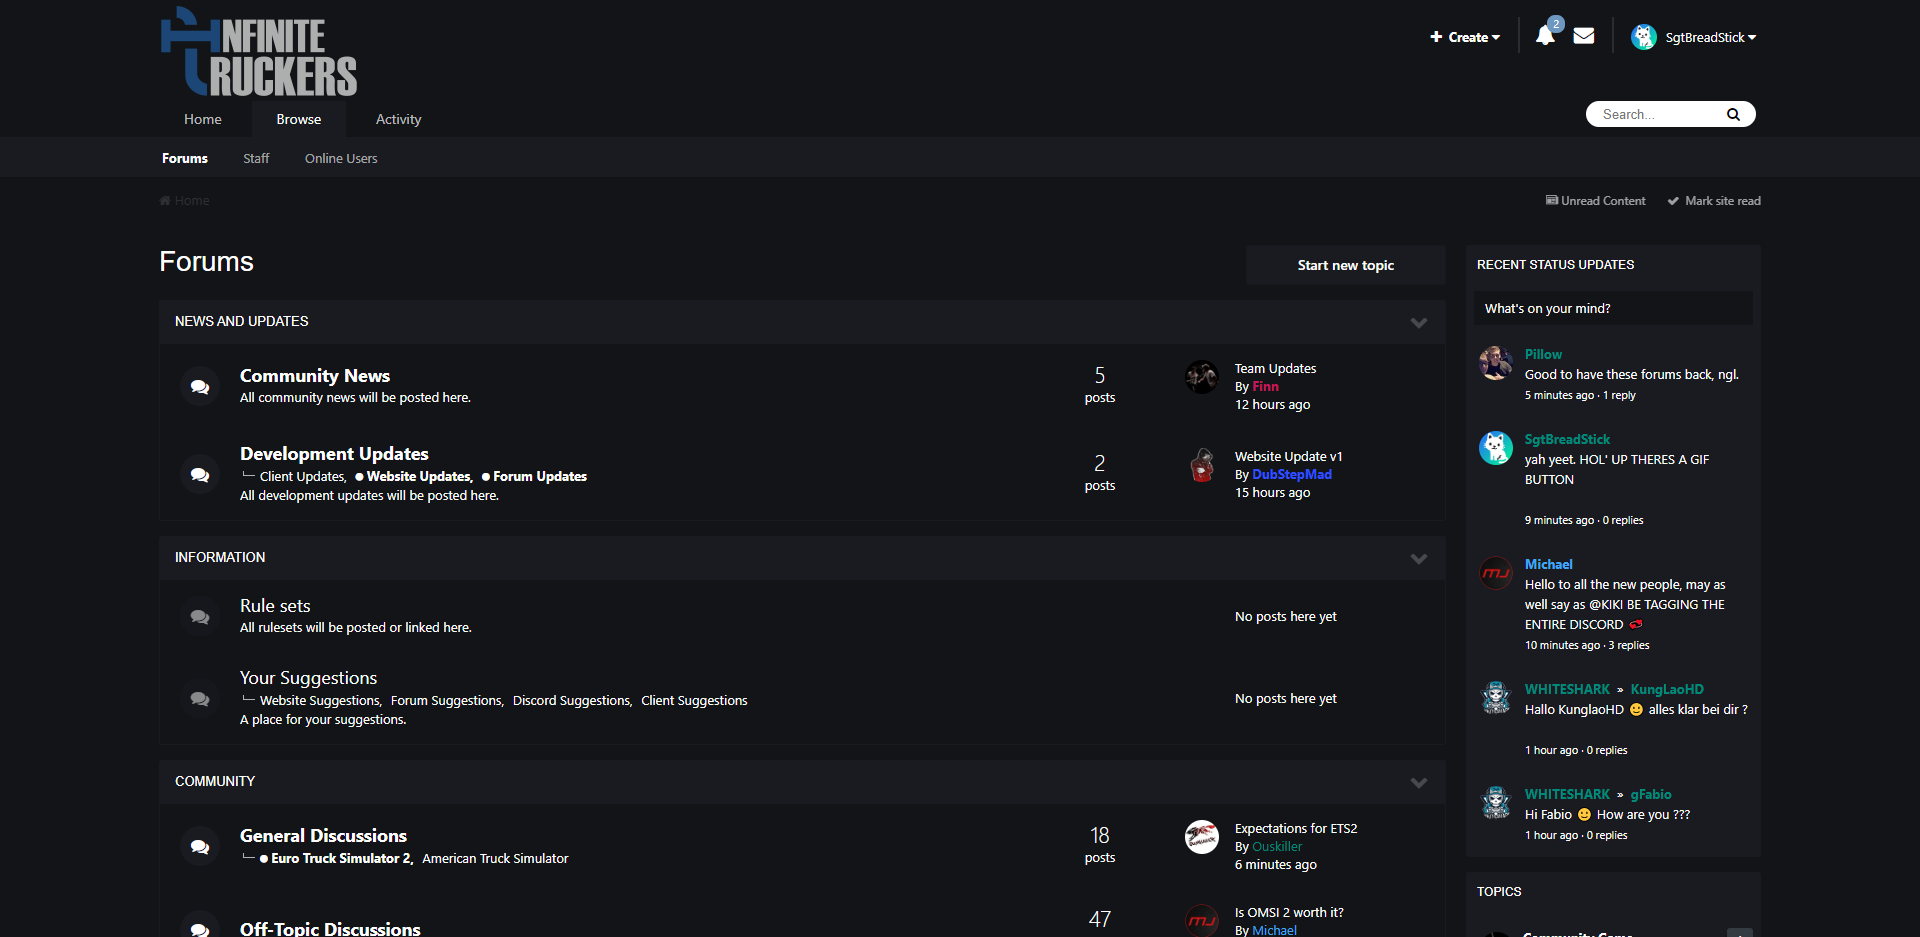 NFINITE
RUCKERS
Create
2
SgtBreadStick
Home
Browse
Activity
Search...
Forums
Staff
Online Users
Home
Unread Content
Mark site read
Forums
Start new topic
NEWS AND UPDATES
Community News
All community news will be posted here.
5
posts
Team Updates
By Finn
12 hours ago
Development Updates
Client Updates, Website Updates, Forum Updates
All development updates will be posted here.
2
posts
Website Update v1
By DubStepMad
15 hours ago
INFORMATION
Rule sets
All rulesets will be posted or linked here.
No posts here yet
Your Suggestions
Website Suggestions, Forum Suggestions, Discord Suggestions, Client Suggestions
A place for your suggestions.
No posts here yet
COMMUNITY
General Discussions
Euro Truck Simulator 2, American Truck Simulator
18
posts
Expectations for ETS2
By Ouskiller
6 minutes ago
Off-Topic Discussions
47
Is OMSI 2 worth it?
By Michael
RECENT STATUS UPDATES
What's on your mind?
Pillow
Good to have these forums back, ngl.
5 minutes ago · 1 reply
SgtBreadStick
yah yeet. HOL' UP THERES A GIF
BUTTON
9 minutes ago · 0 replies
MJ
Michael
Hello to all the new people, may as
well say as @KIKI BE TAGGING THE
ENTIRE DISCORD
10 minutes ago · 3 replies
WHITESHARK » KungLaoHD
Hallo KunglaoHD 🙂 alles klar bei dir ?
1 hour ago · 0 replies
WHITESHARK » gFabio
Hi Fabio 🙂 How are you ???
1 hour ago · 0 replies
TOPICS